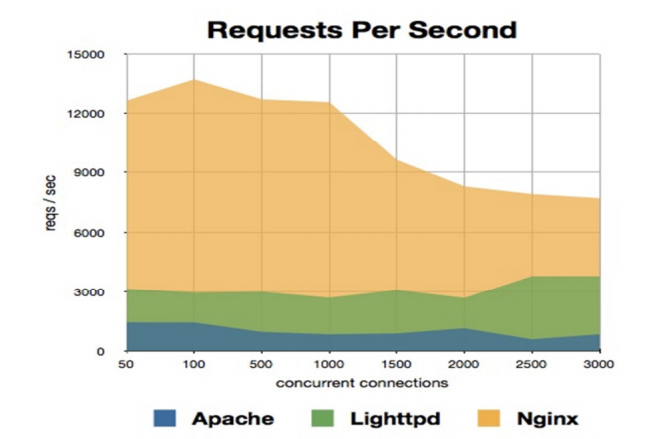 Requests Per Second
15000
12000
9000
6000
3000
0
reqs / sec
50 100 500 1000 1500 2000 2500 3000
concurrent connections
Apache Lighttpd Nginx